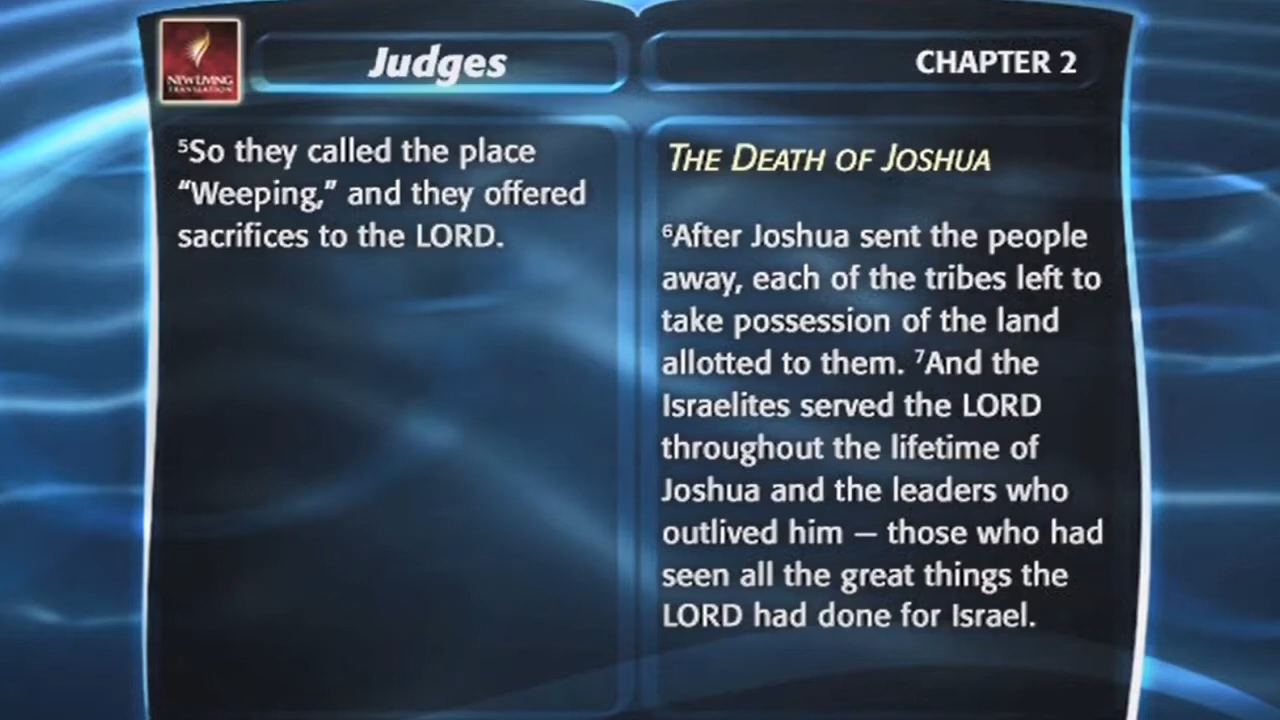 NEW LIVING
TRANSLATION
Judges
CHAPTER 2
⁵So they called the place
“Weeping,” and they offered
sacrifices to the LORD.
THE DEATH OF JOSHUA
⁶After Joshua sent the people
away, each of the tribes left to
take possession of the land
allotted to them. ⁷And the
Israelites served the LORD
throughout the lifetime of
Joshua and the leaders who
outlived him — those who had
seen all the great things the
LORD had done for Israel.